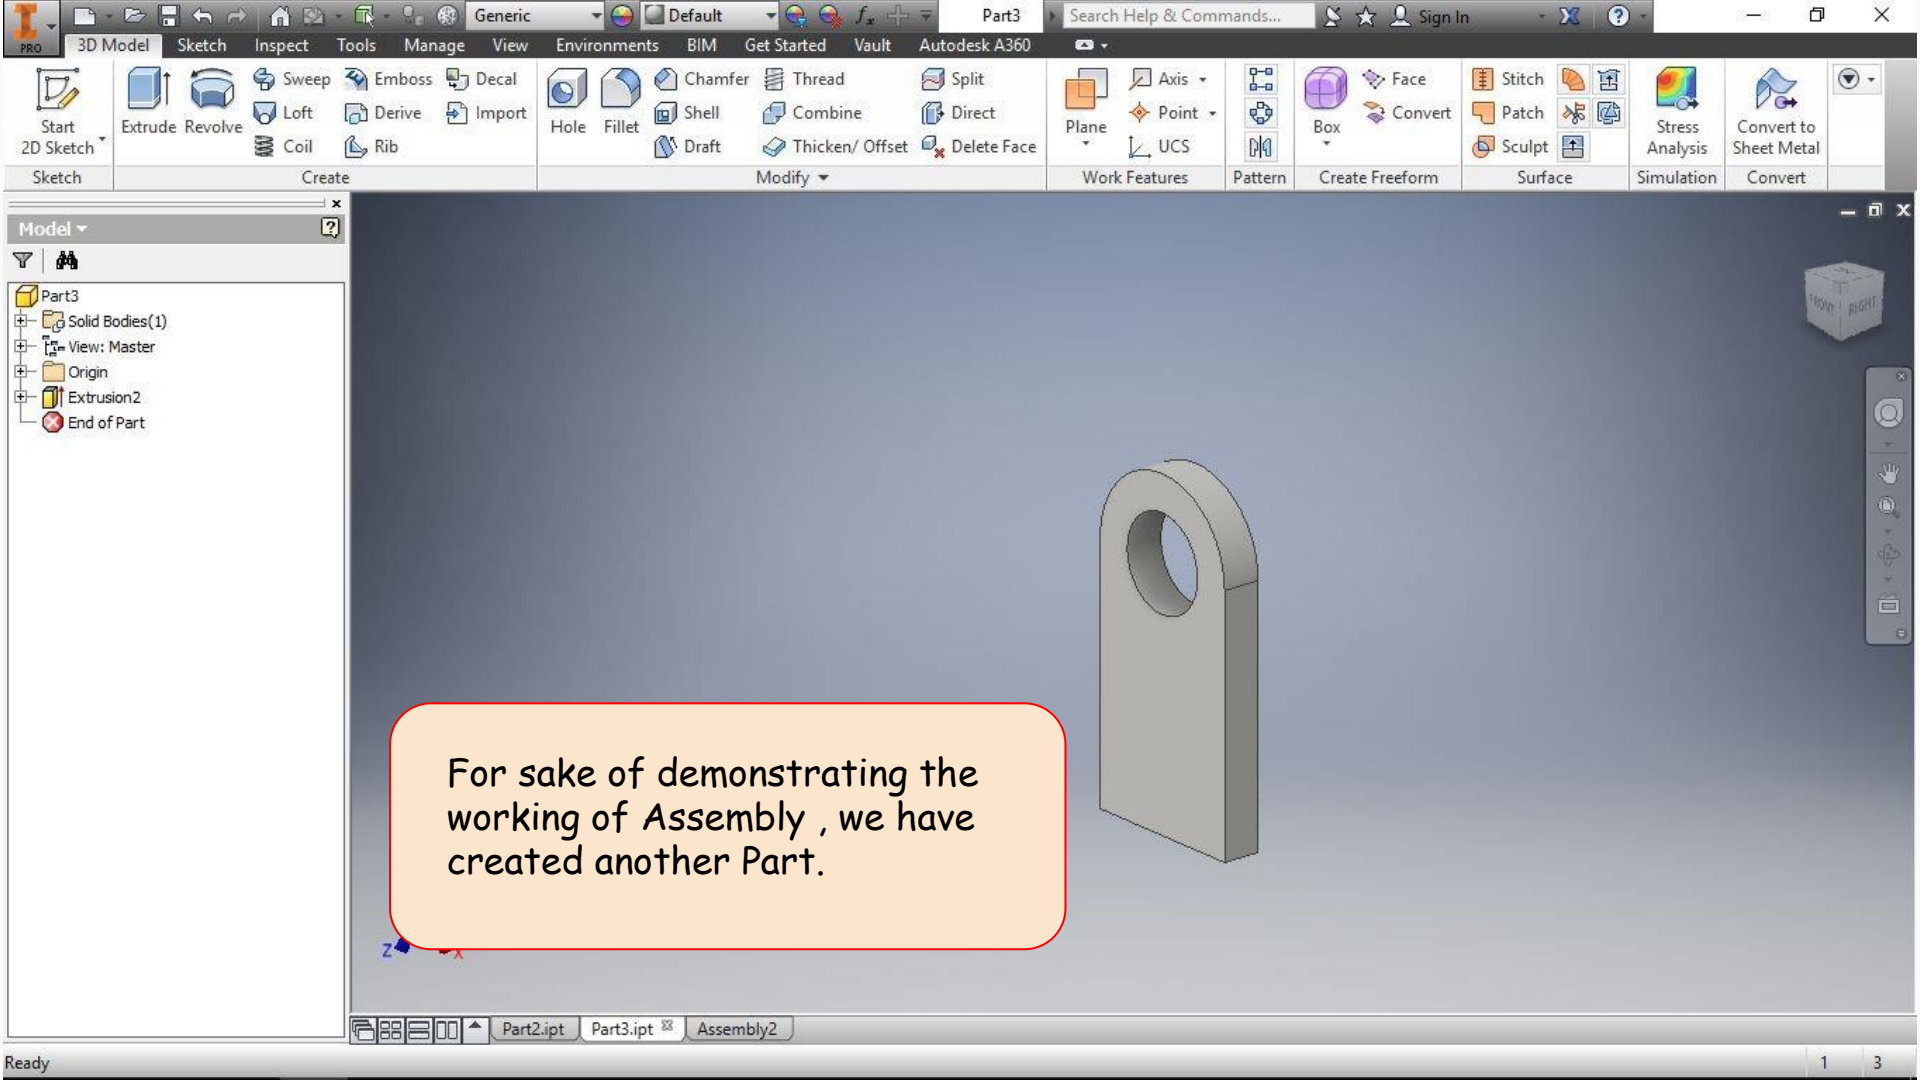 Generic
Default
Part3
Search Help & Commands...
Sign In
PRO
3D Model Sketch Inspect Tools Manage View Environments BIM Get Started Vault Autodesk A360
Start
2D Sketch
Extrude Revolve
Sweep Emboss Decal
Loft Derive Import
Coil Rib
Hole Fillet
Chamfer Thread Split
Shell Combine Direct
Draft Thicken/ Offset Delete Face
Plane
Axis
Point
UCS
Box
Face
Convert
Stitch
Patch
Sculpt
Stress
Analysis
Convert to
Sheet Metal
Sketch Create Modify Work Features Pattern Create Freeform Surface Simulation Convert
Model
Part3
Solid Bodies(1)
View: Master
Origin
Extrusion2
End of Part
FRONT RIGHT
For sake of demonstrating the
working of Assembly , we have
created another Part.
Z X
Part2.ipt Part3.ipt Assembly2
Ready
1 3